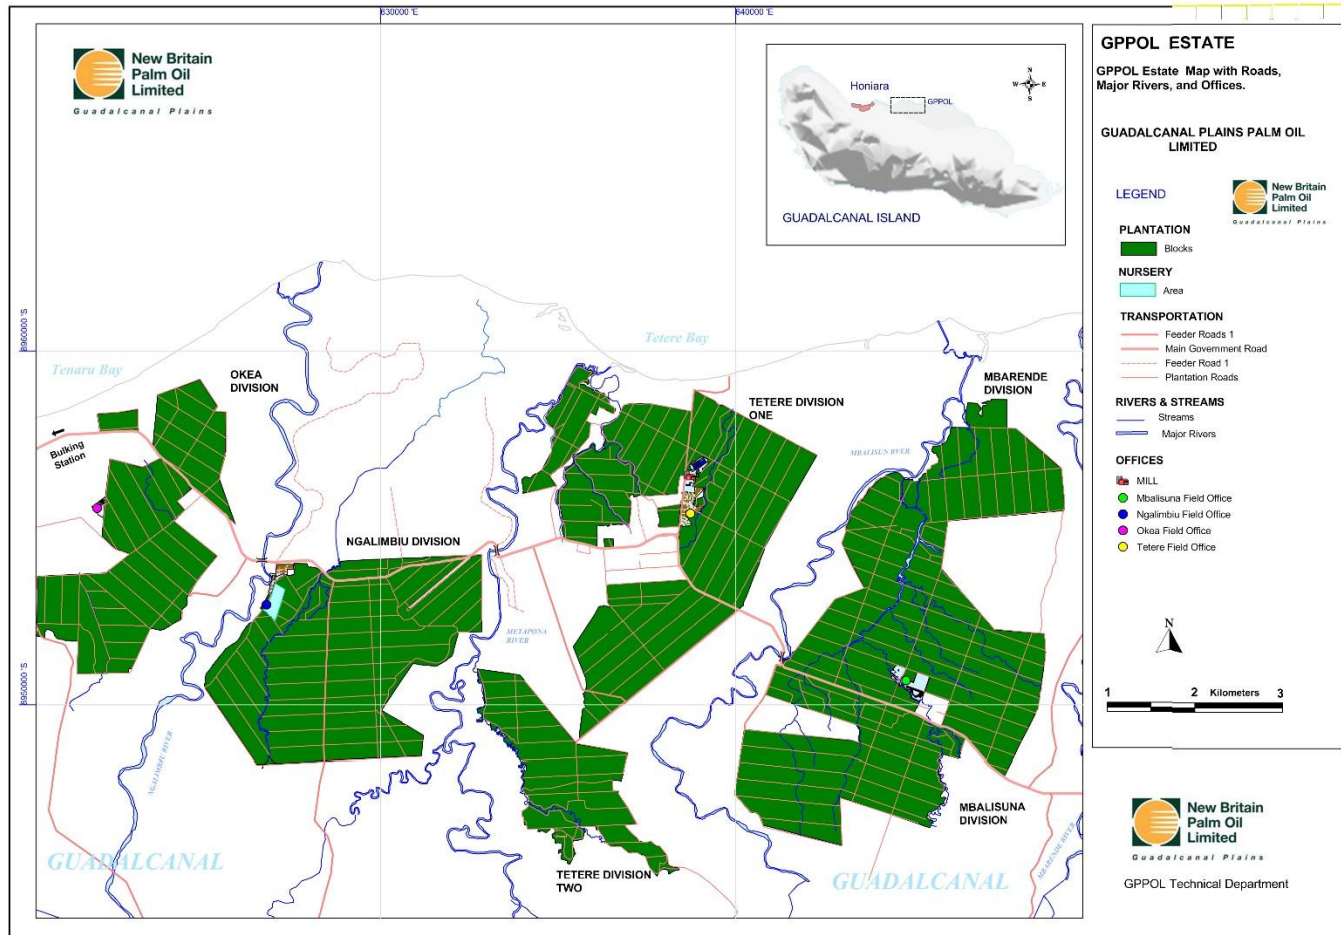 630000 'E
640000 'E
New Britain
Palm Oil
Limited
Guadalcanal Plains
Honiara
GPPOL
N
W
E
S
GUADALCANAL ISLAND
8960000 'S
Tenaru Bay
Tetere Bay
OKEA
DIVISION
MBARENDE
DIVISION
TETERE DIVISION
ONE
Bulking
Station
MBALISUN RVER
NGALIMBIU DIVISION
METAPONA
RIVER
8950000 'S
NGALIMBIU RIVER
MBALISUNA
DIVISION
MBARENDE RIVER
GUADALCANAL
TETERE DIVISION
TWO
GUADALCANAL
GPPOL ESTATE
GPPOL Estate Map with Roads,
Major Rivers, and Offices.
GUADALCANAL PLAINS PALM OIL
LIMITED
LEGEND
New Britain
Palm Oil
Limited
Guadalcanal Plains
PLANTATION
Blocks
NURSERY
Area
TRANSPORTATION
Feeder Roads 1
Main Government Road
Feeder Road 1
Plantation Roads
RIVERS & STREAMS
Streams
Major Rivers
OFFICES
MILL
Mbalisuna Field Office
Ngalimbiu Field Office
Okea Field Office
Tetere Field Office
N
1 2 Kilometers 3
New Britain
Palm Oil
Limited
Guadalcanal Plains
GPPOL Technical Department